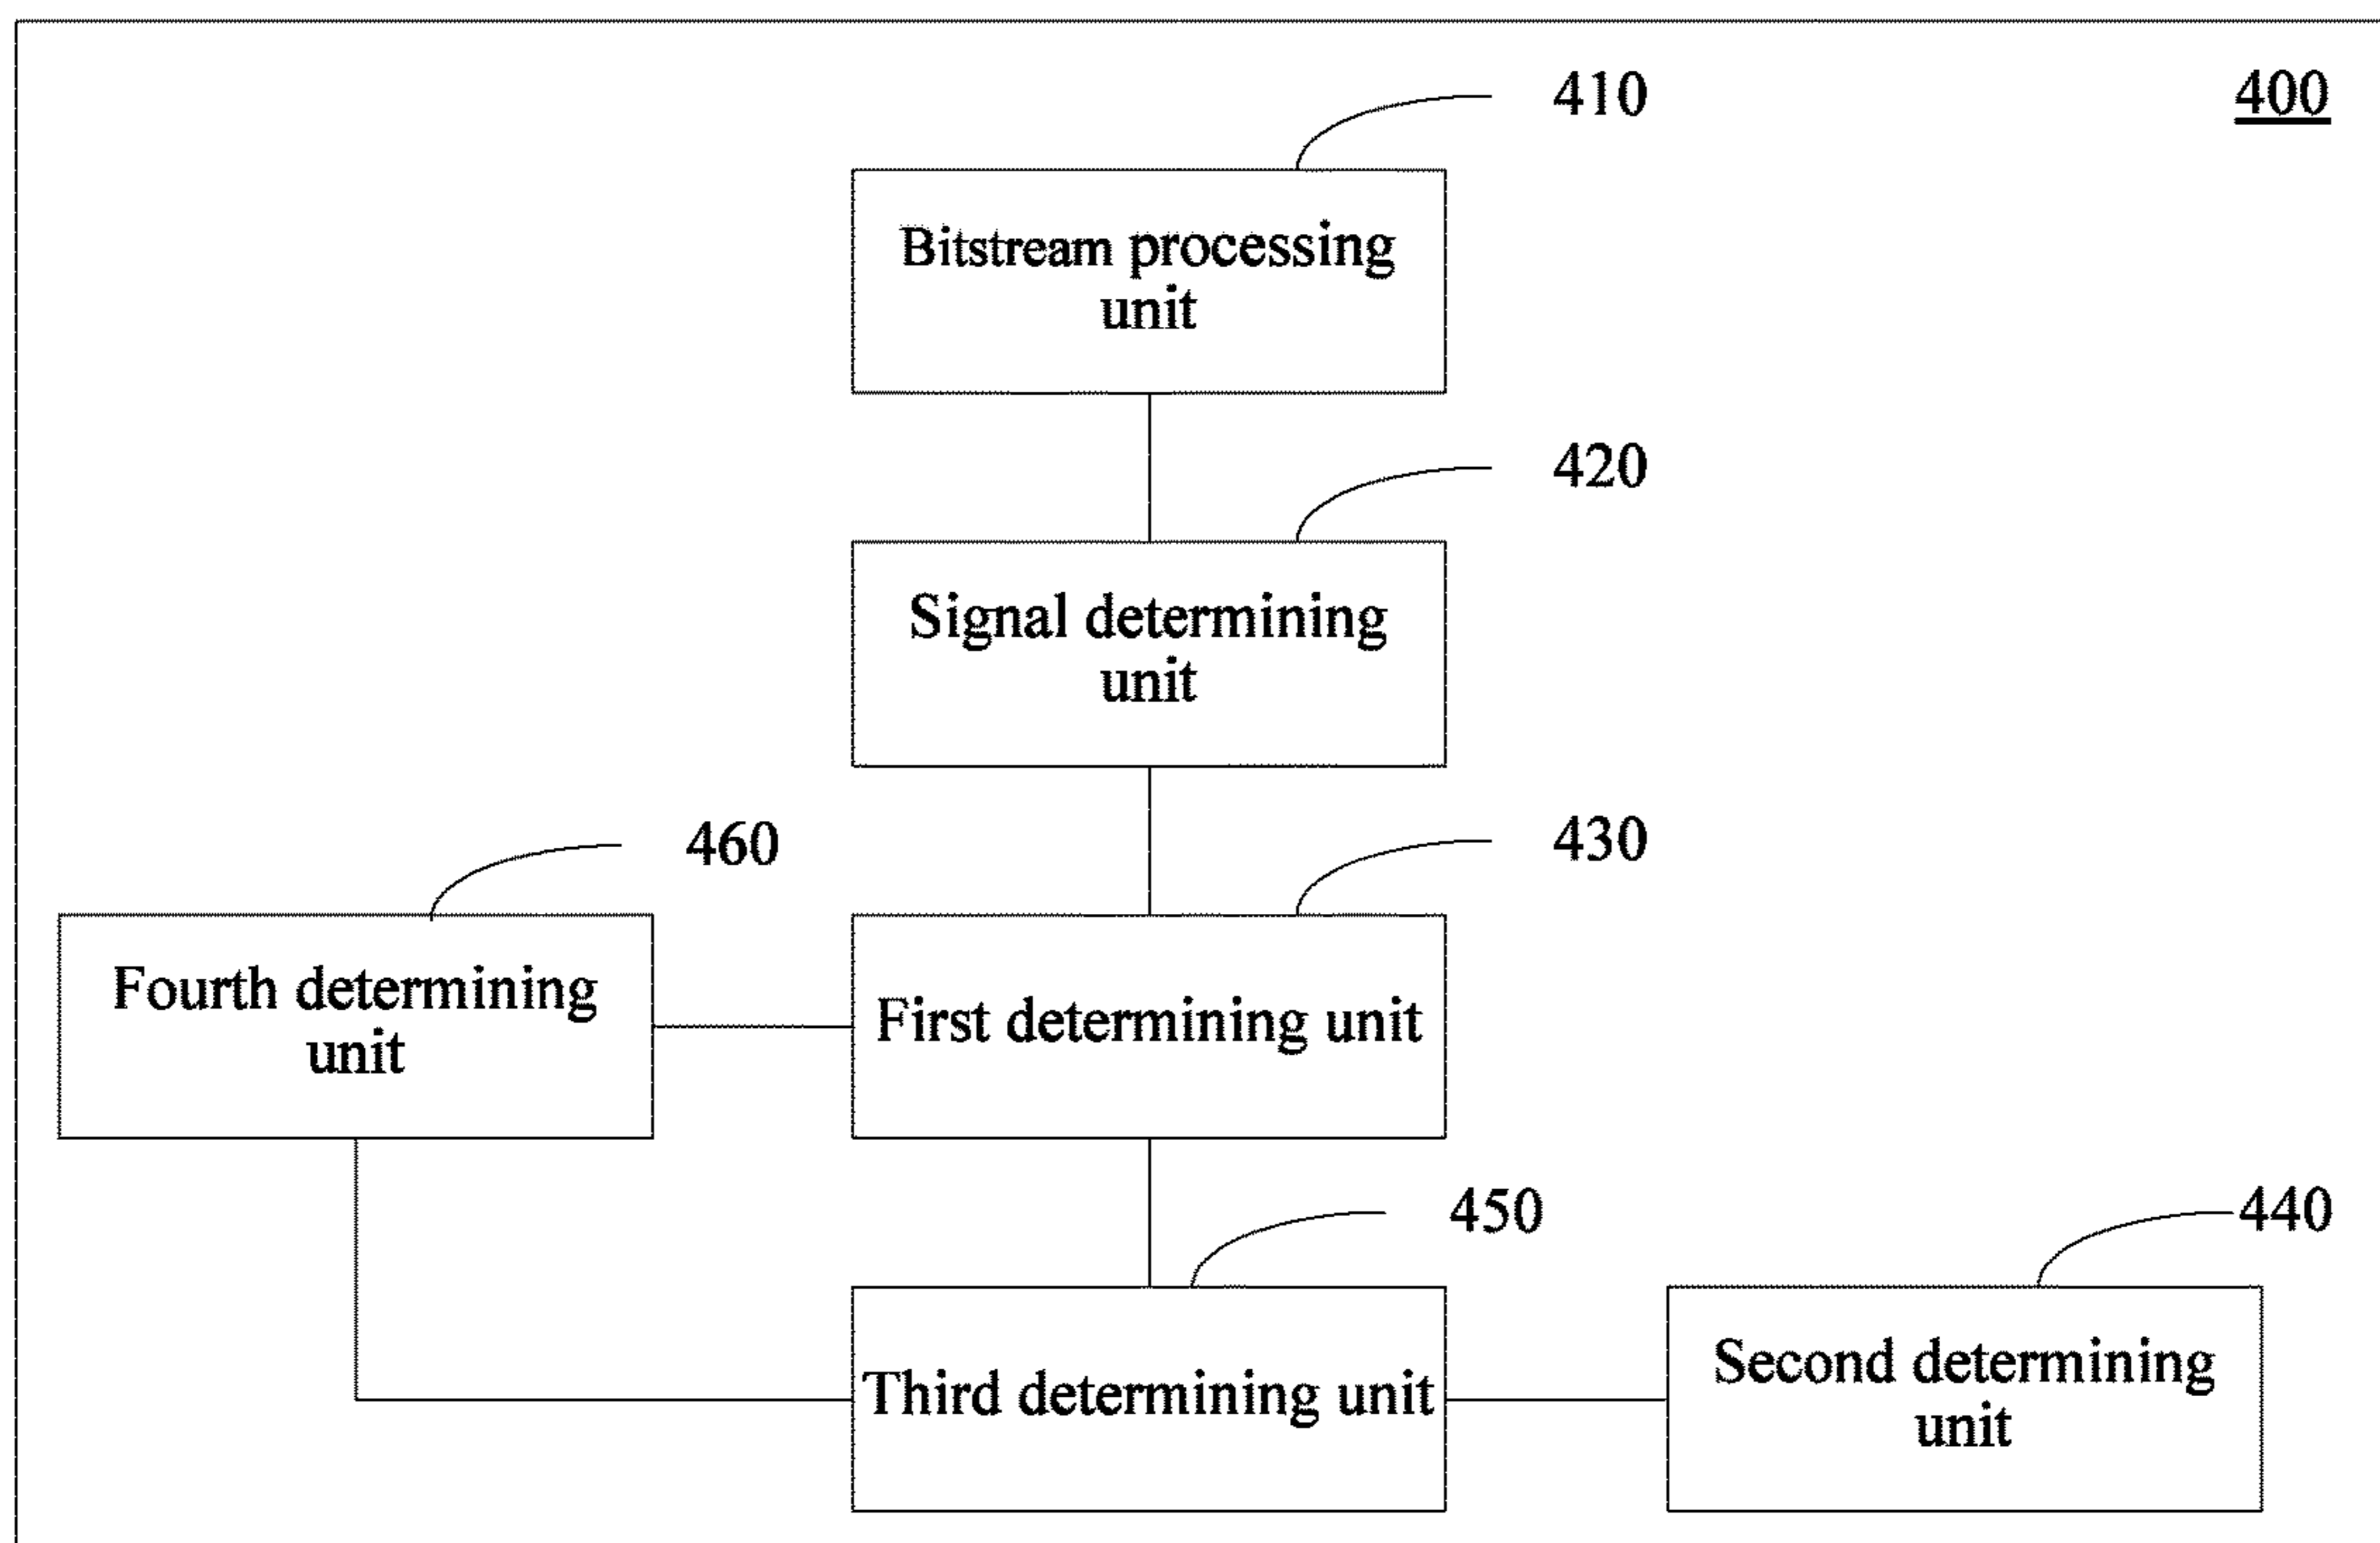 410
400
Bitstream processing
unit
420
Signal determining
unit
460
430
Fourth determining
unit
First determining unit
450
440
Third determining unit
Second determining
unit